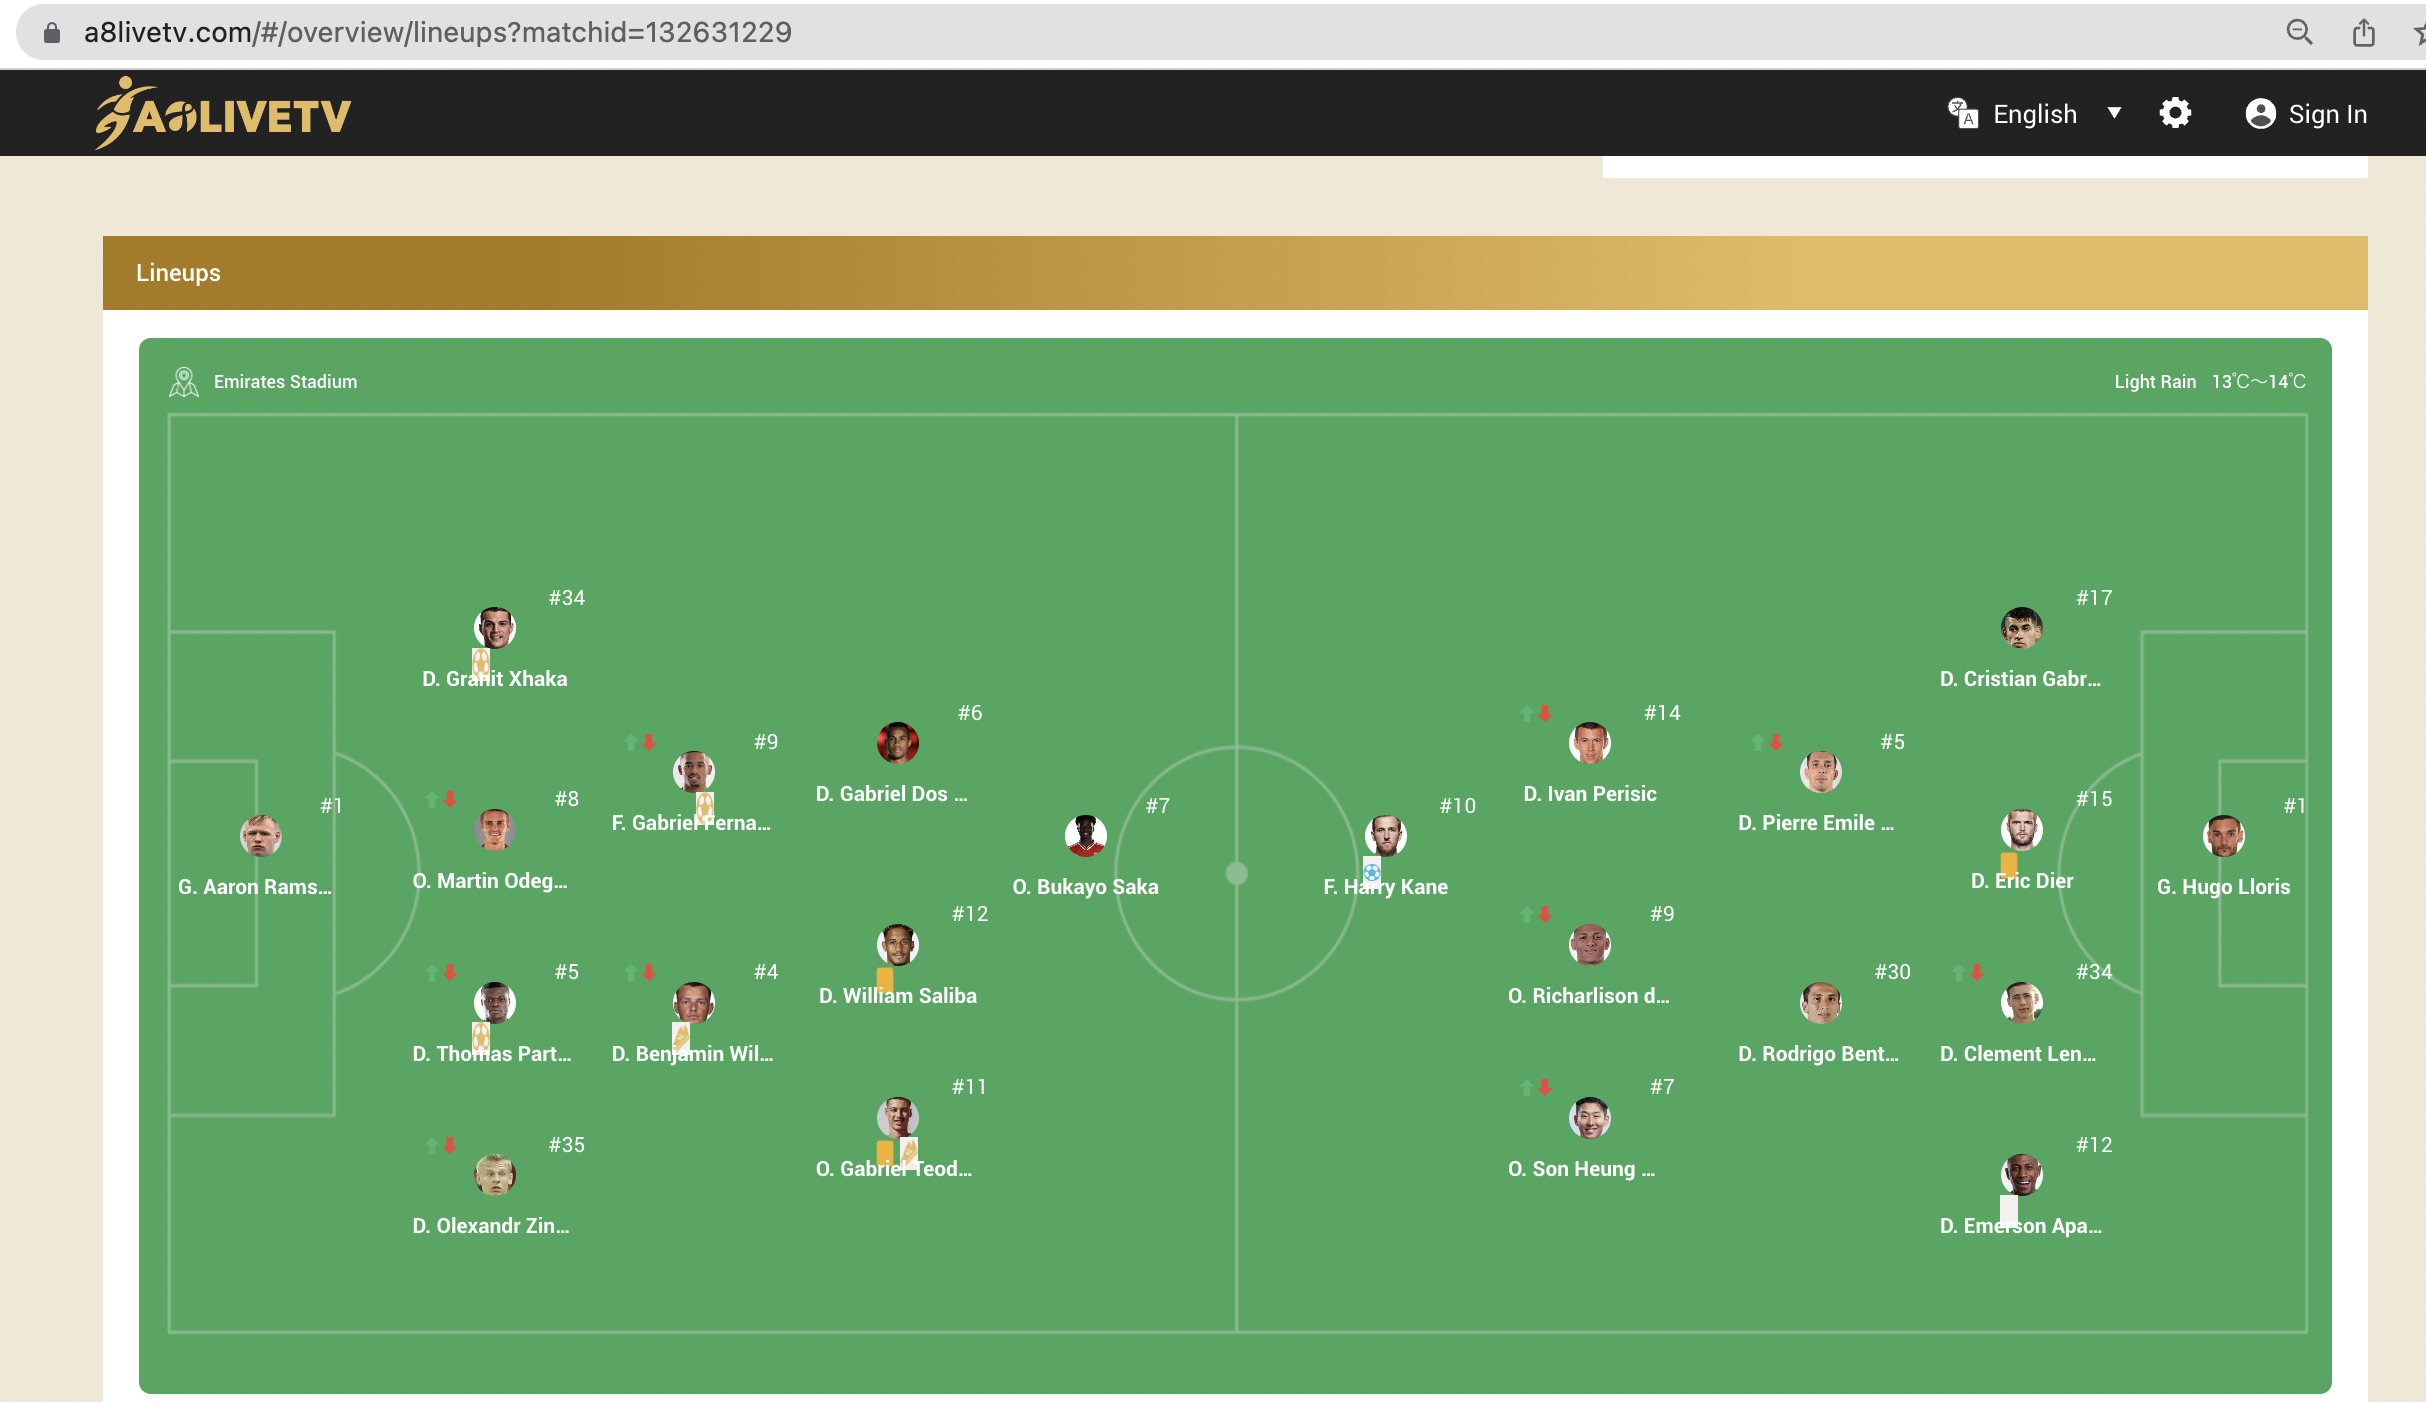 a8livetv.com/#/overview/lineups?matchid=132631229
A8LIVETV
English
Sign In
Lineups
Emirates Stadium
Light Rain 13℃~14℃
#34
D. Granit Xhaka
#17
D. Cristian Gabr...
#6
D. Gabriel Dos ...
#14
D. Ivan Perisic
#9
F. Gabriel Ferna...
#5
D. Pierre Emile ...
#8
O. Martin Odeg...
#15
D. Eric Dier
#1
G. Aaron Rams...
#7
O. Bukayo Saka
#10
F. Harry Kane
#1
G. Hugo Lloris
#12
D. William Saliba
#9
O. Richarlison d...
#5
D. Thomas Part...
#4
D. Benjamin Wil...
#30
D. Rodrigo Bent...
#34
D. Clement Len...
#11
O. Gabriel Teod...
#7
O. Son Heung ...
#35
D. Olexandr Zin...
#12
D. Emerson Apa...